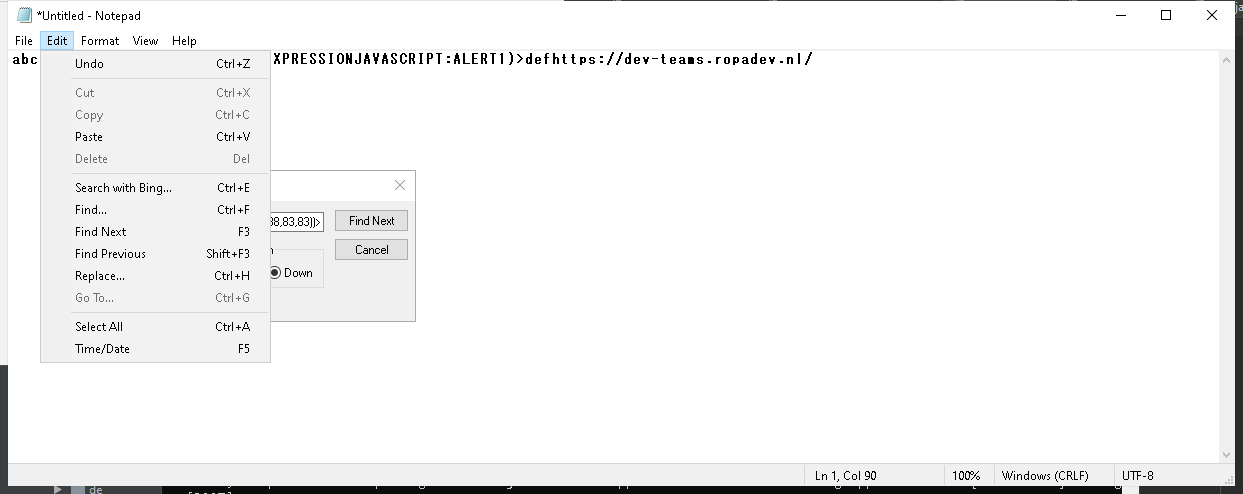 *Untitled - Notepad
File Edit Format View Help
abc XPRESSIONJAVASCRIPT:ALERT1)>defhttps://dev-teams.ropadev.nl/
Undo Ctrl+Z
Cut Ctrl+X
Copy Ctrl+C
Paste Ctrl+V
Delete Del
Search with Bing... Ctrl+E
Find... Ctrl+F
Find Next F3
Find Previous Shift+F3
Replace... Ctrl+H
Go To... Ctrl+G
Select All Ctrl+A
Time/Date F5
88,83,83))> Find Next
Cancel
Down
Ln 1, Col 90 100% Windows (CRLF) UTF-8
de